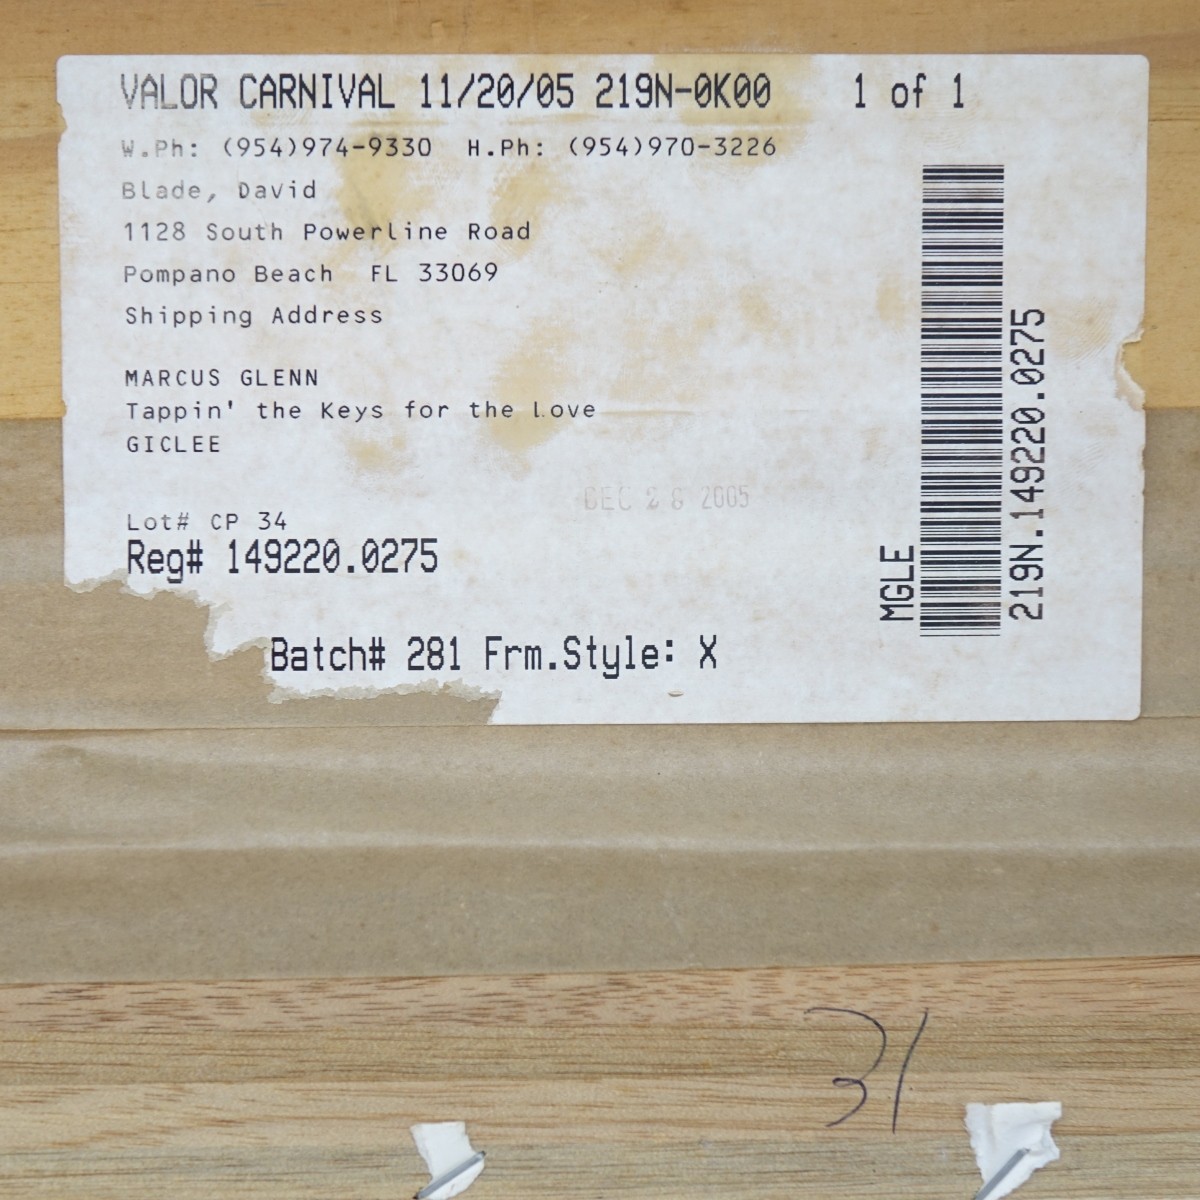 VALOR CARNIVAL 11/20/05 219N-0K00 1 of 1
W.Ph: (954)974-9330 H.Ph: (954)970-3226
Blade, David
1128 South Powerline Road
Pompano Beach FL 33069
Shipping Address
MARCUS GLENN
Tappin' the Keys for the Love
GICLEE
DEC 28 2005
Lot# CP 34
Reg# 149220.0275
Batch# 281 Frm.Style: X
MGLE
219N.149220.0275
31